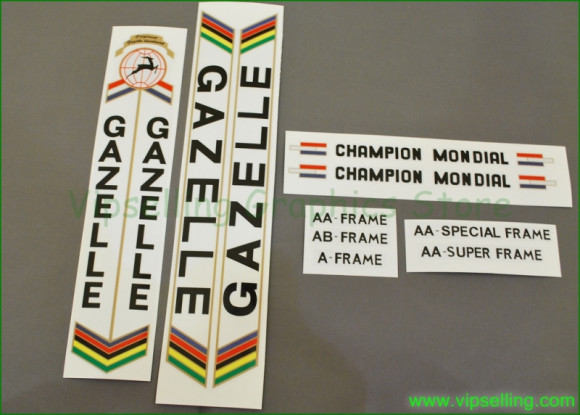 GAZELLE
GAZELLE
GAZELLE
GAZELLE
CHAMPION MONDIAL
CHAMPION MONDIAL
AA-FRAME
AB-FRAME
A-FRAME
AA-SPECIAL FRAME
AA-SUPER FRAME
Vipselling Graphics Store
www.vipselling.com